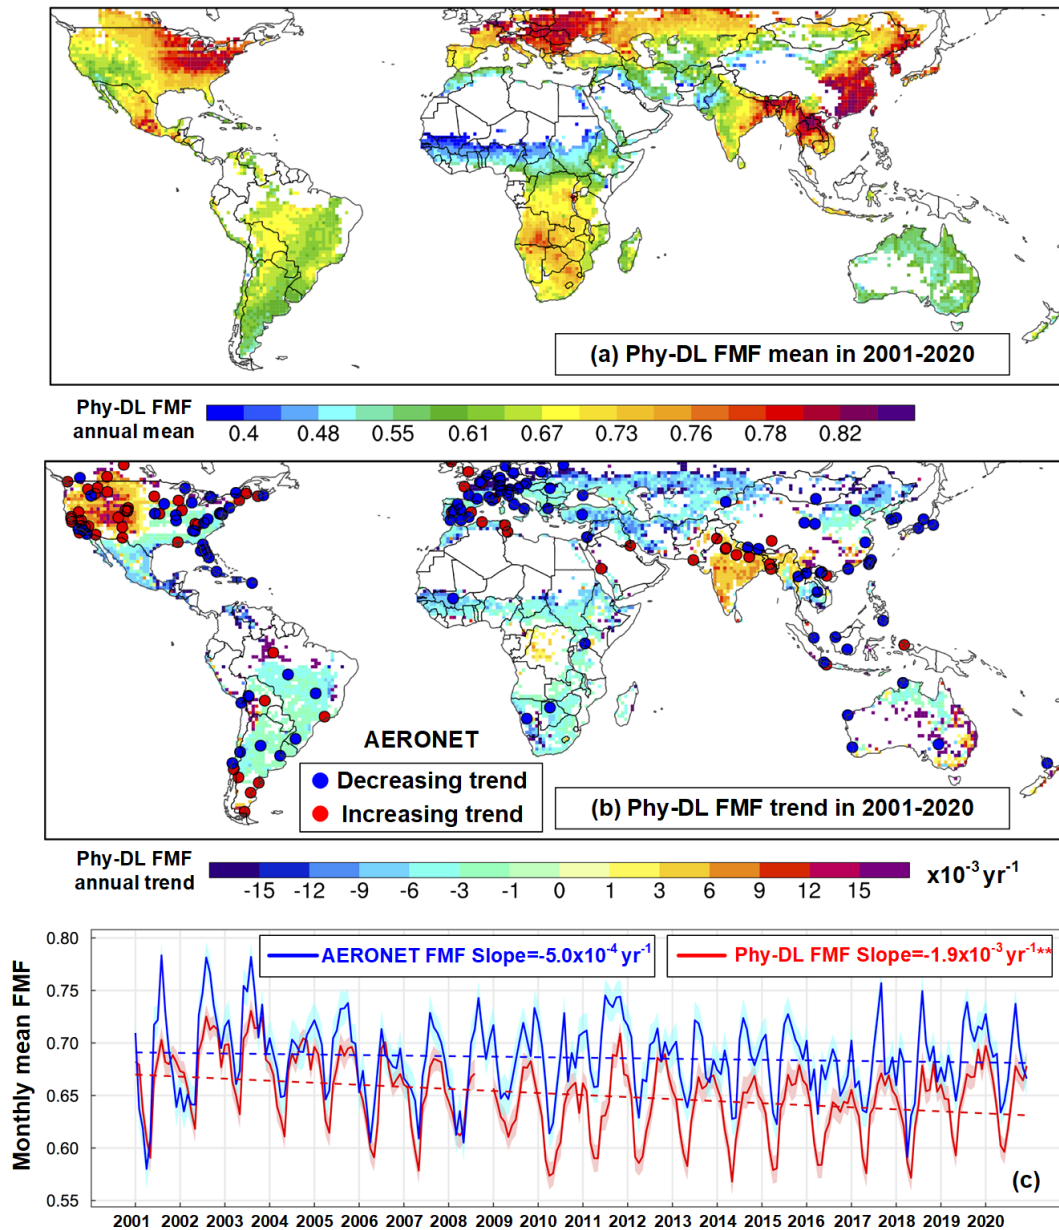 (a) Phy-DL FMF mean in 2001-2020
Phy-DL FMF
annual mean
0.4 0.48 0.55 0.61 0.67 0.73 0.76 0.78 0.82
AERONET
Decreasing trend
Increasing trend
(b) Phy-DL FMF trend in 2001-2020
Phy-DL FMF
annual trend
-15 -12 -9 -6 -3 -1 0 1 3 6 9 12 15
x10⁻³ yr⁻¹
AERONET FMF Slope=-5.0x10⁻⁴ yr⁻¹
Phy-DL FMF Slope=-1.9x10⁻³ yr⁻¹**
Monthly mean FMF
0.80
0.75
0.70
0.65
0.60
0.55
(c)
2001 2002 2003 2004 2005 2006 2007 2008 2009 2010 2011 2012 2013 2014 2015 2016 2017 2018 2019 2020